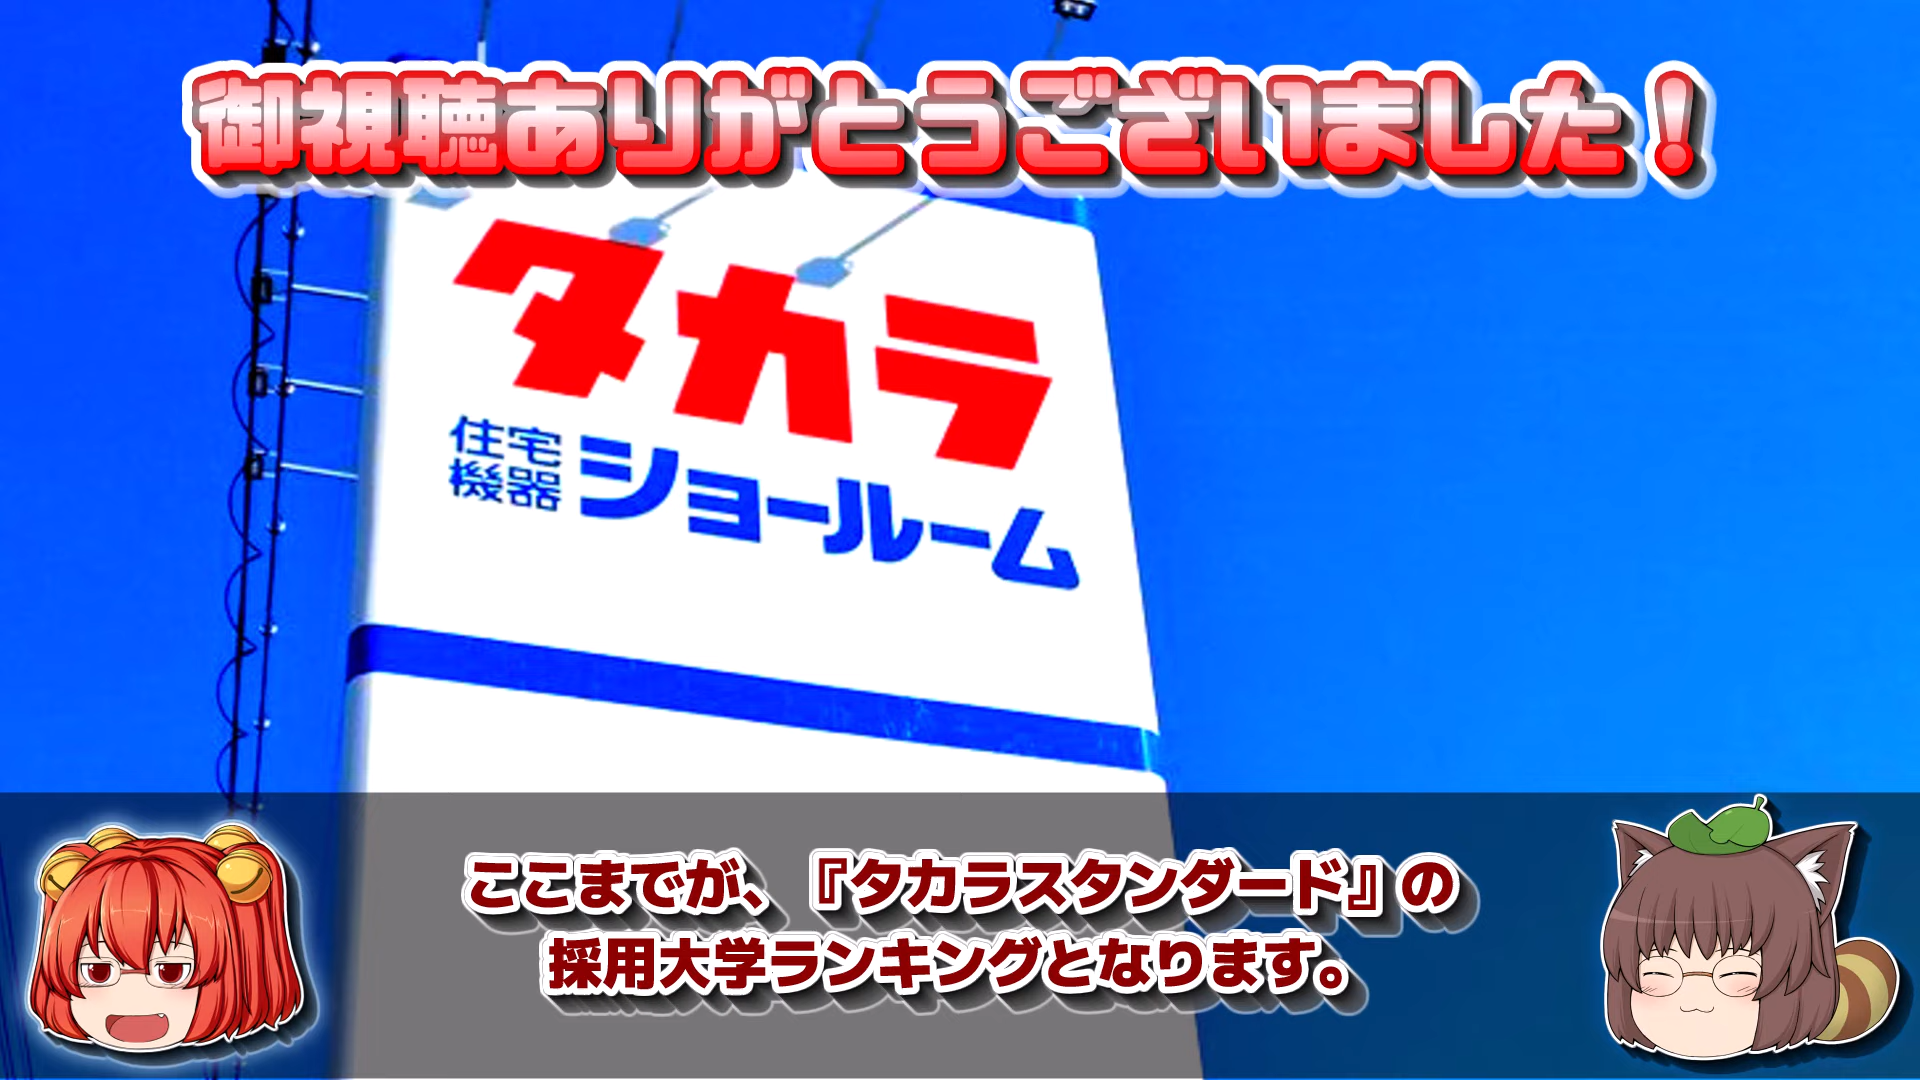 御視聴ありがとうございました！
タカラ
住宅機器ショールーム
ここまでが、『タカラスタンダード』の
採用大学ランキングとなります。